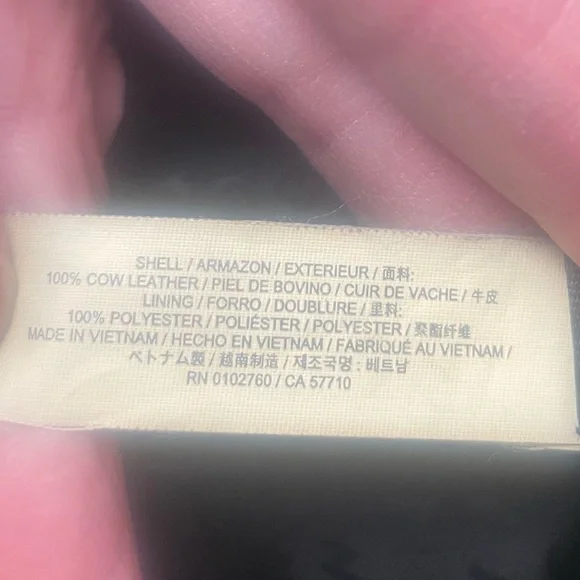 SHELL / ARMAZON / EXTERIEUR / 面料:
100% COW LEATHER / PIEL DE BOVINO / CUIR DE VACHE / 牛皮
LINING / FORRO / DOUBLURE / 里料:
100% POLYESTER / POLIÉSTER / POLYESTER / 聚酯纤维
MADE IN VIETNAM / HECHO EN VIETNAM / FABRIQUÉ AU VIETNAM /
ベトナム製 / 越南制造 / 제조국명 : 베트남
RN 0102760 / CA 57710